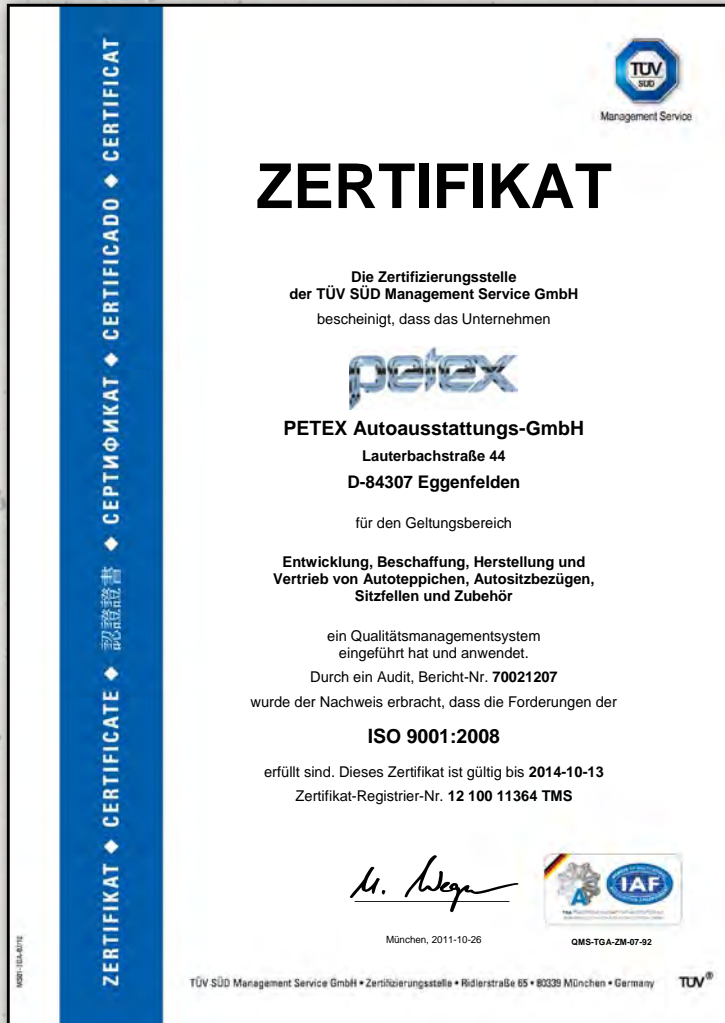 TÜV
SÜD
Management Service
ZERTIFIKAT ◆ CERTIFICATE ◆ 認證證書 ◆ СЕРТИФИКАТ ◆ CERTIFICADO ◆ CERTIFICAT
ZERTIFIKAT
Die Zertifizierungsstelle
der TÜV SÜD Management Service GmbH
bescheinigt, dass das Unternehmen
petex
PETEX Autoausstattungs-GmbH
Lauterbachstraße 44
D-84307 Eggenfelden
für den Geltungsbereich
Entwicklung, Beschaffung, Herstellung und
Vertrieb von Autoteppichen, Autositzbezügen,
Sitzfellen und Zubehör
ein Qualitätsmanagementsystem
eingeführt hat und anwendet.
Durch ein Audit, Bericht-Nr. 70021207
wurde der Nachweis erbracht, dass die Forderungen der
ISO 9001:2008
erfüllt sind. Dieses Zertifikat ist gültig bis 2014-10-13
Zertifikat-Registrier-Nr. 12 100 11364 TMS
A
IAF
München, 2011-10-26
QMS-TGA-ZM-07-92
TÜV SÜD Management Service GmbH • Zertifizierungsstelle • Ridlerstraße 65 • 80339 München • Germany
TÜV®